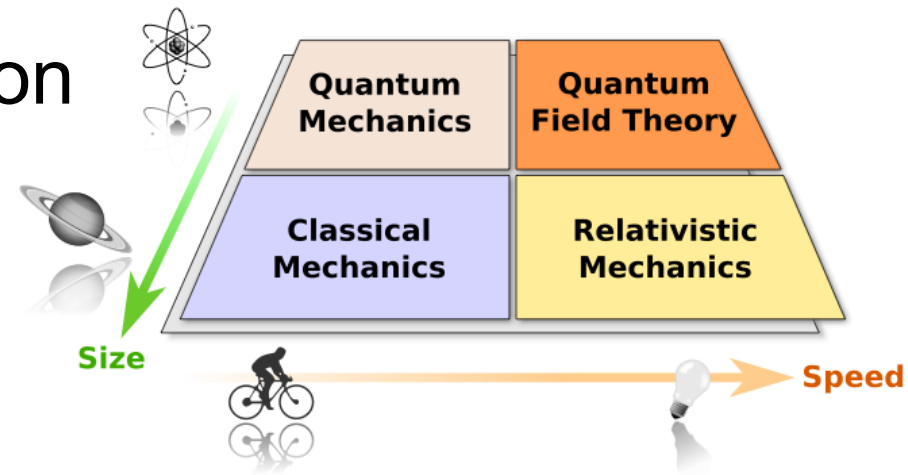 on
Quantum
Mechanics
Quantum
Field Theory
Classical
Mechanics
Relativistic
Mechanics
Size
Speed